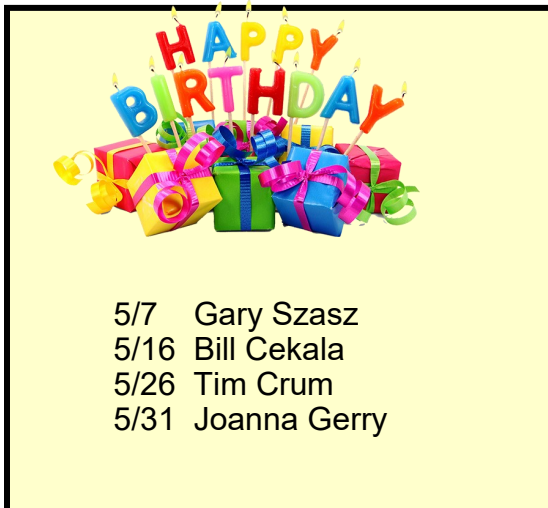 HAPPY
BIRTHDAY
5/7 Gary Szasz
5/16 Bill Cekala
5/26 Tim Crum
5/31 Joanna Gerry